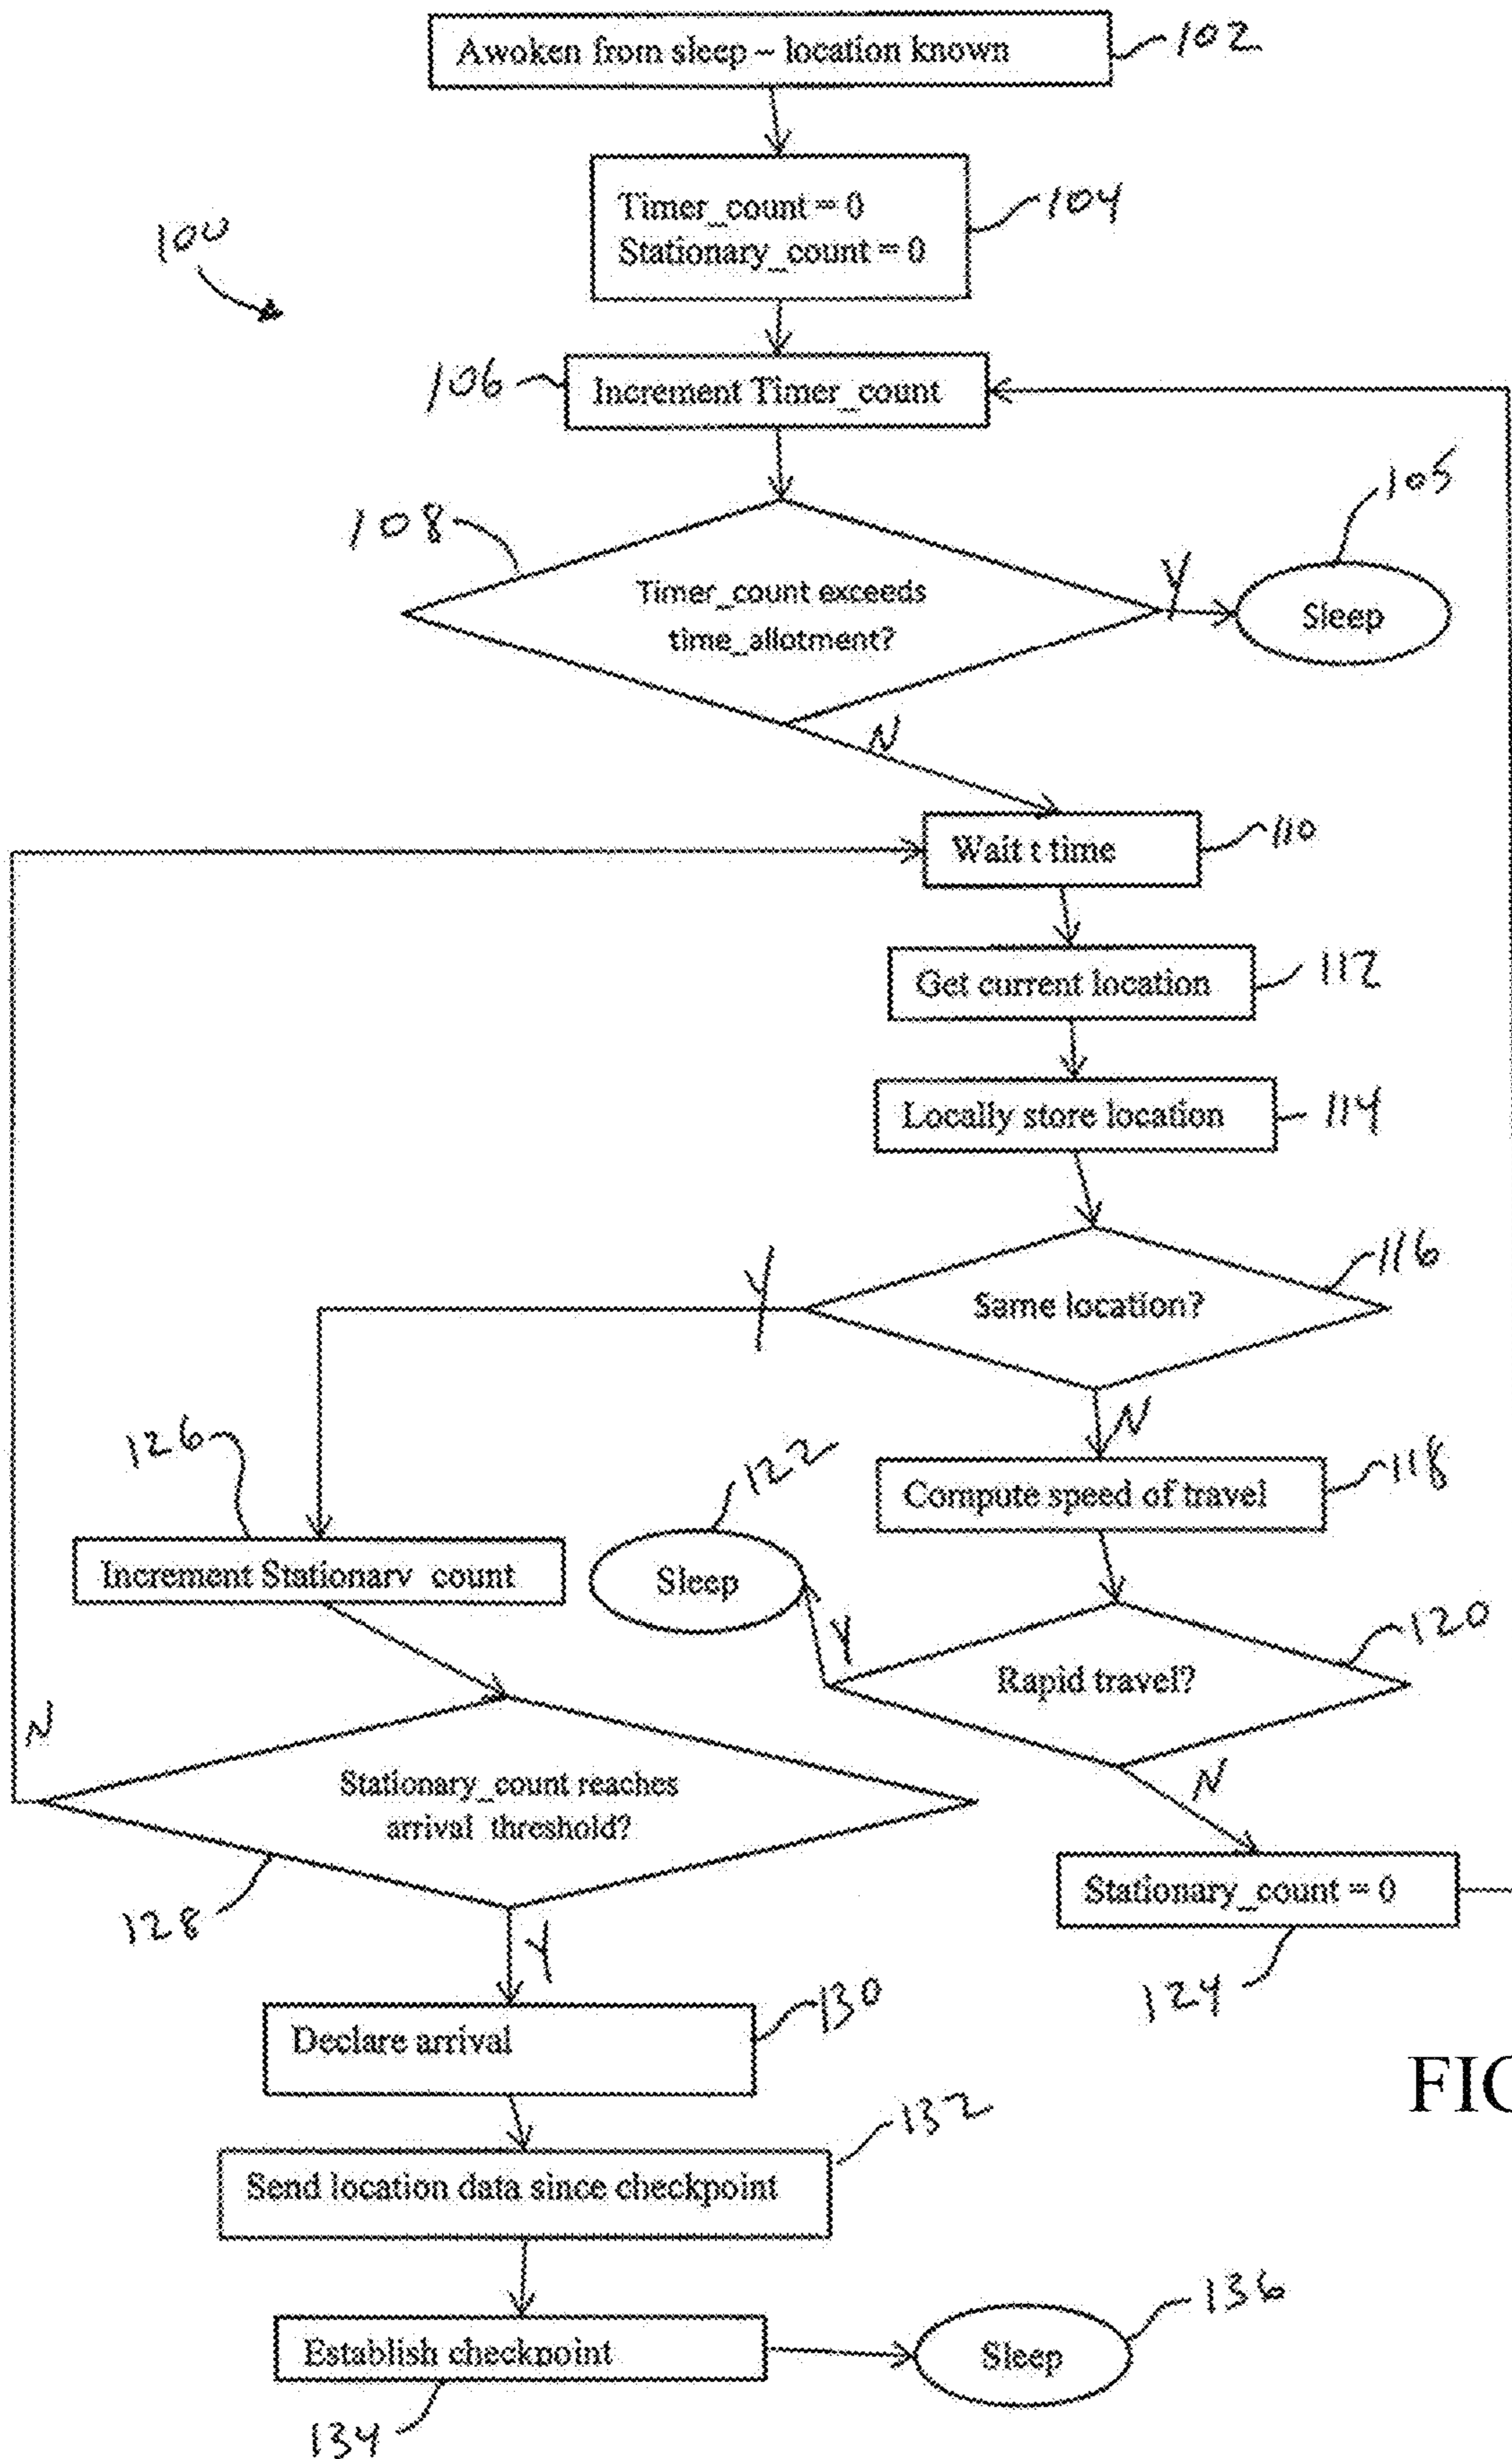 Awoken from sleep – location known
102
Timer_count = 0
Stationary_count = 0
104
100
106
Increment Timer_count
108
Timer_count exceeds
time_allotment?
Y
105
Sleep
N
Wait t time
110
Get current location
112
Locally store location
114
Same location?
116
Y
N
126
122
Compute speed of travel
118
Increment Stationary_count
Sleep
Y
Rapid travel?
120
N
N
Stationary_count reaches
arrival_threshold?
128
Y
Stationary_count = 0
124
Declare arrival
130
FIG
Send location data since checkpoint
132
Establish checkpoint
134
Sleep
136